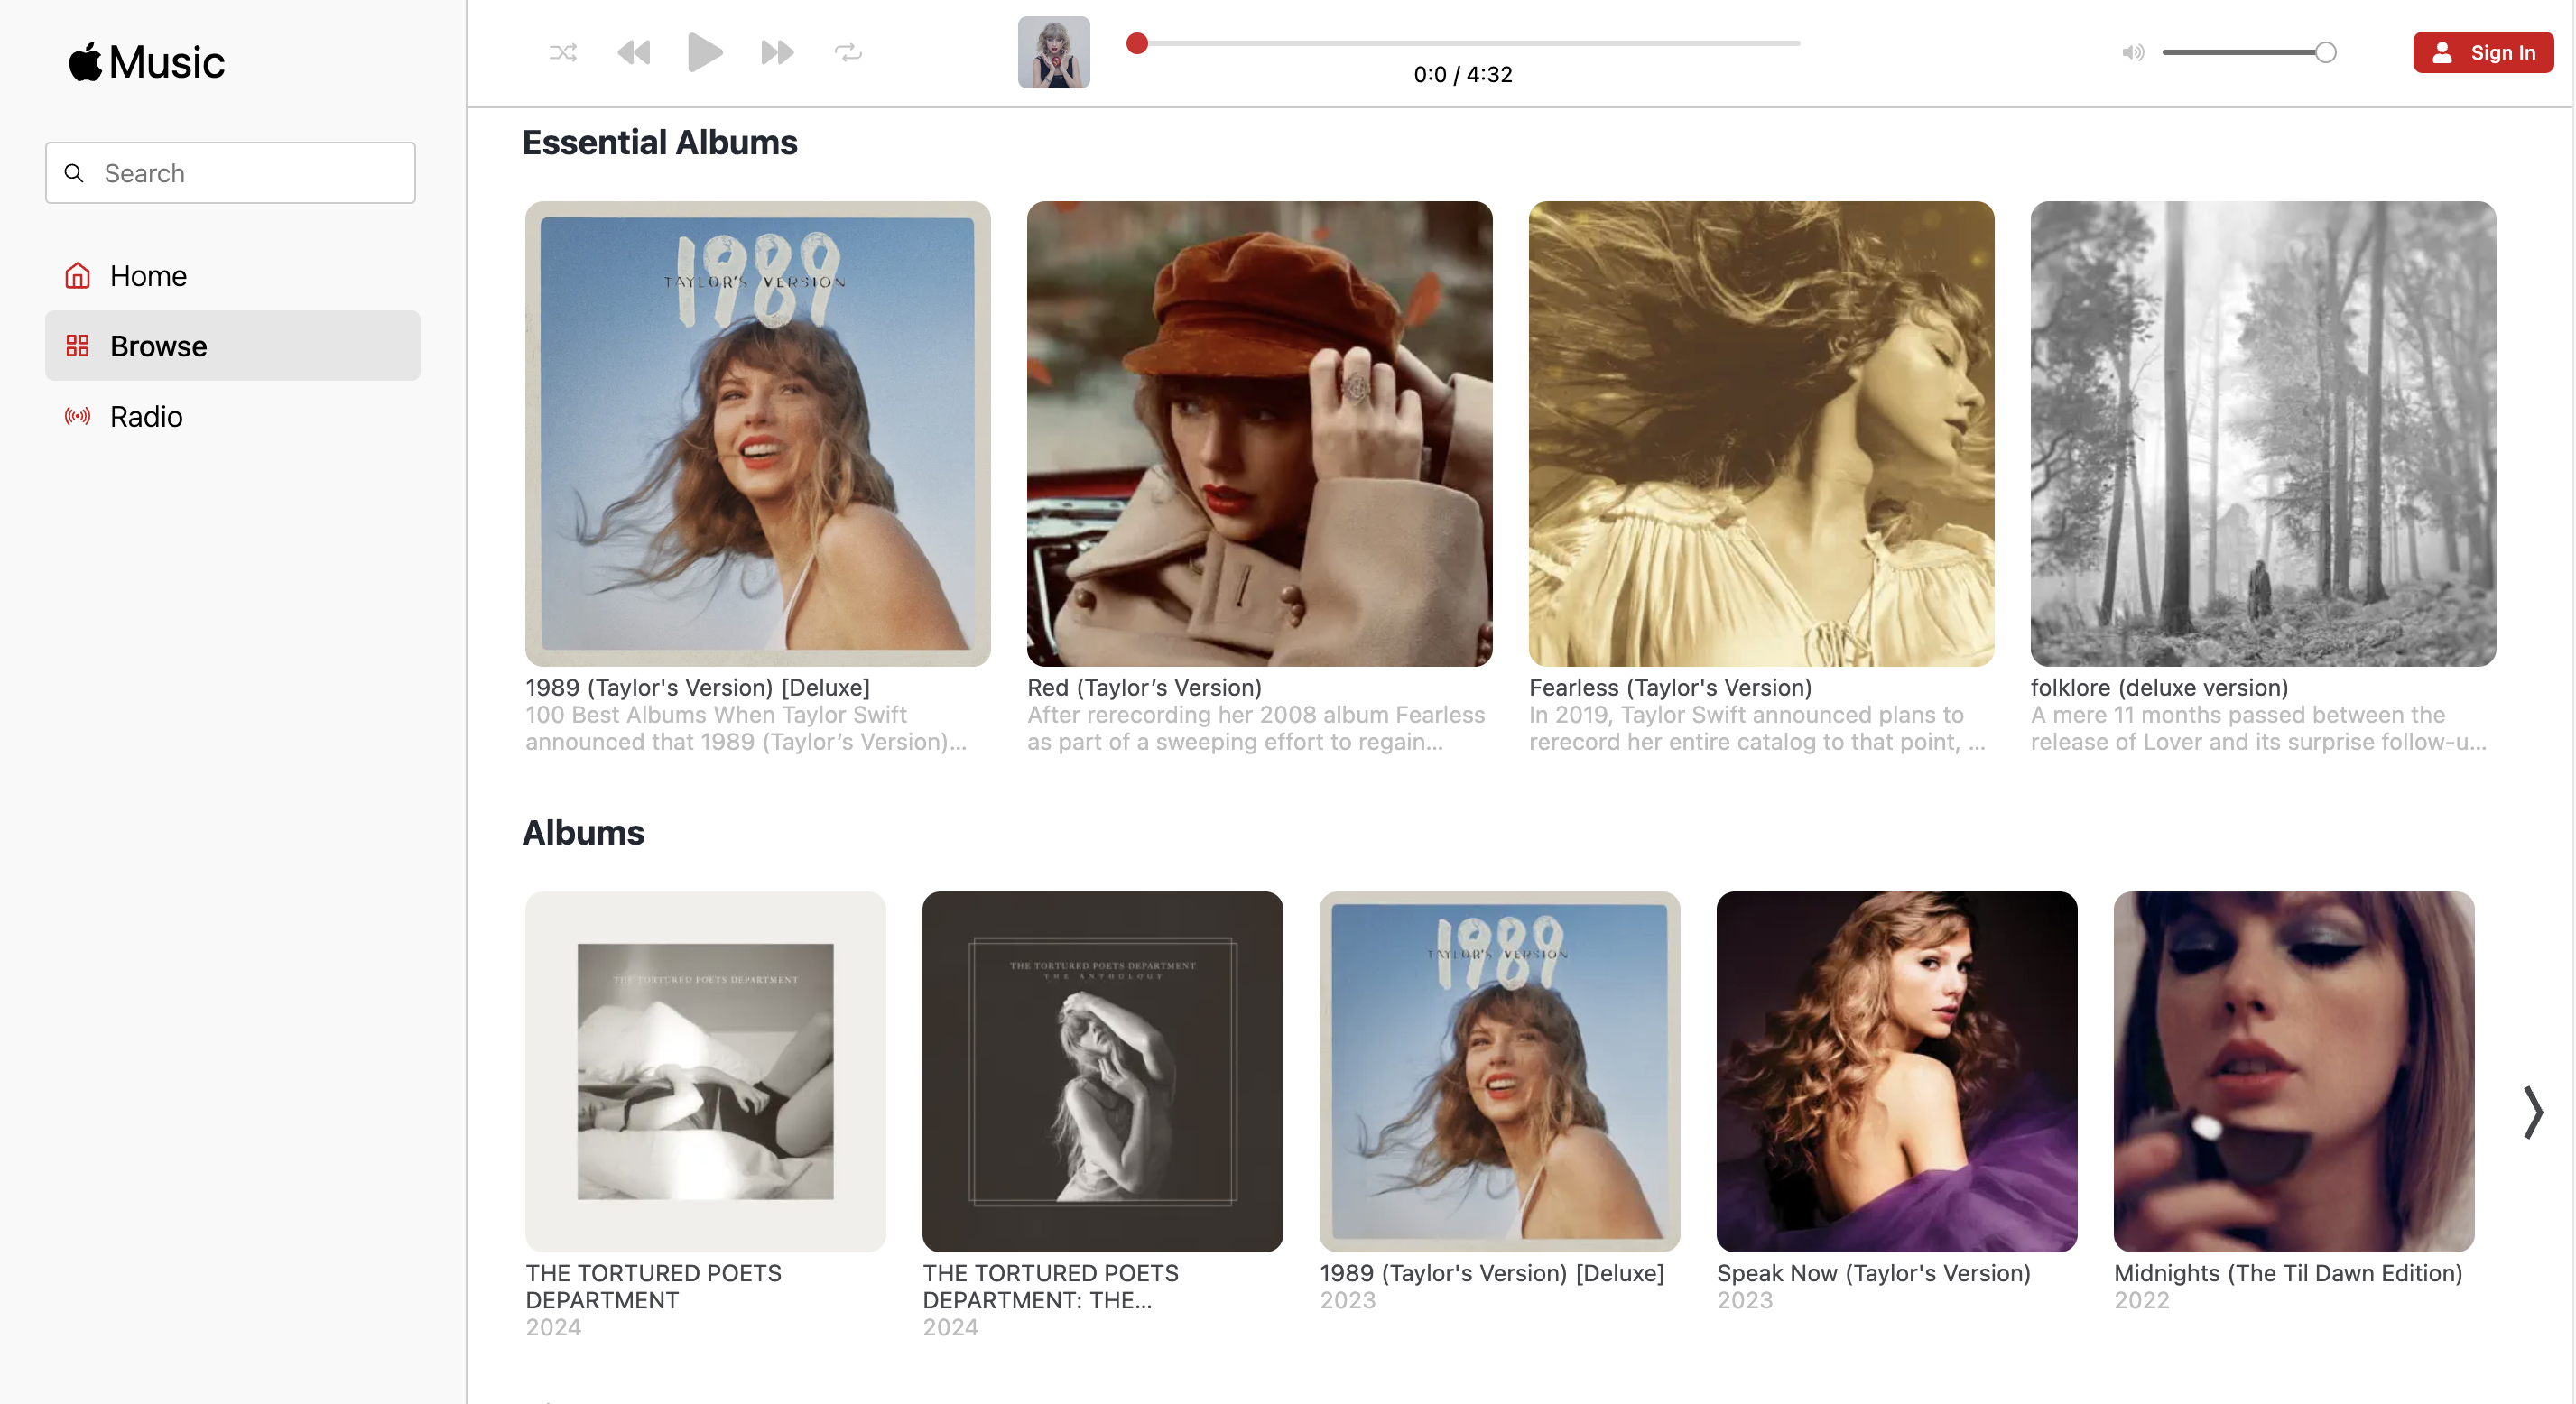 Music
Search
Home
Browse
Radio
0:0 / 4:32
Sign In
Essential Albums
1989
TAYLOR'S VERSION
1989 (Taylor's Version) [Deluxe]
100 Best Albums When Taylor Swift
announced that 1989 (Taylor’s Version)...
Red (Taylor’s Version)
After rerecording her 2008 album Fearless
as part of a sweeping effort to regain...
Fearless (Taylor's Version)
In 2019, Taylor Swift announced plans to
rerecord her entire catalog to that point, ...
folklore (deluxe version)
A mere 11 months passed between the
release of Lover and its surprise follow-u...
Albums
THE TORTURED POETS DEPARTMENT
THE TORTURED POETS
DEPARTMENT
2024
THE TORTURED POETS DEPARTMENT
THE ANTHOLOGY
THE TORTURED POETS
DEPARTMENT: THE...
2024
1989
TAYLOR'S VERSION
1989 (Taylor's Version) [Deluxe]
2023
Speak Now (Taylor's Version)
2023
Midnights (The Til Dawn Edition)
2022